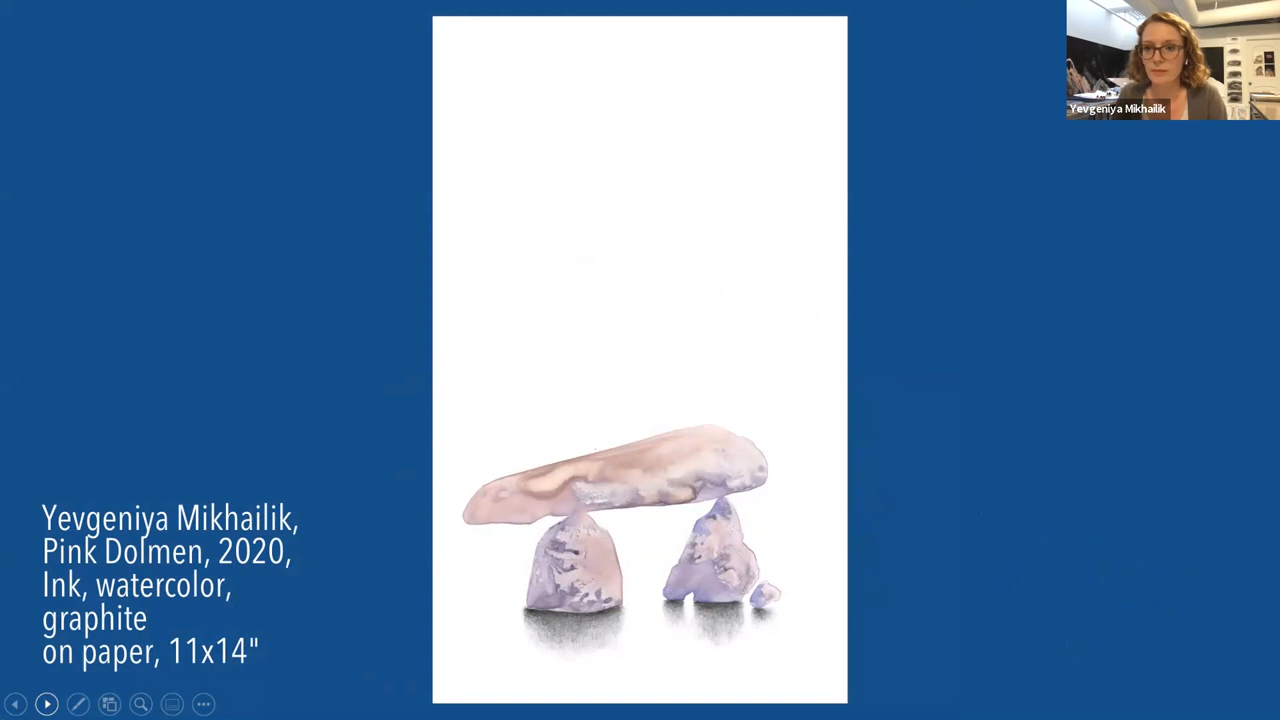 Yevgeniya Mikhailik
Yevgeniya Mikhailik,
Pink Dolmen, 2020,
Ink, watercolor,
graphite
on paper, 11x14"